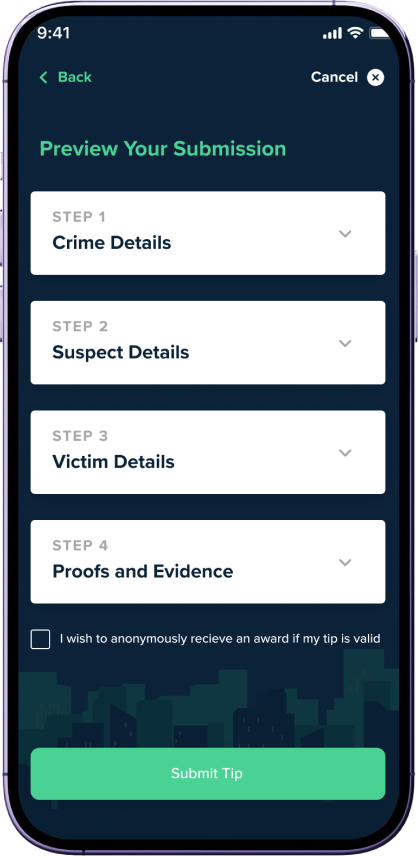 9:41
Back
Cancel
Preview Your Submission
STEP 1
Crime Details
STEP 2
Suspect Details
STEP 3
Victim Details
STEP 4
Proofs and Evidence
I wish to anonymously recieve an award if my tip is valid
Submit Tip